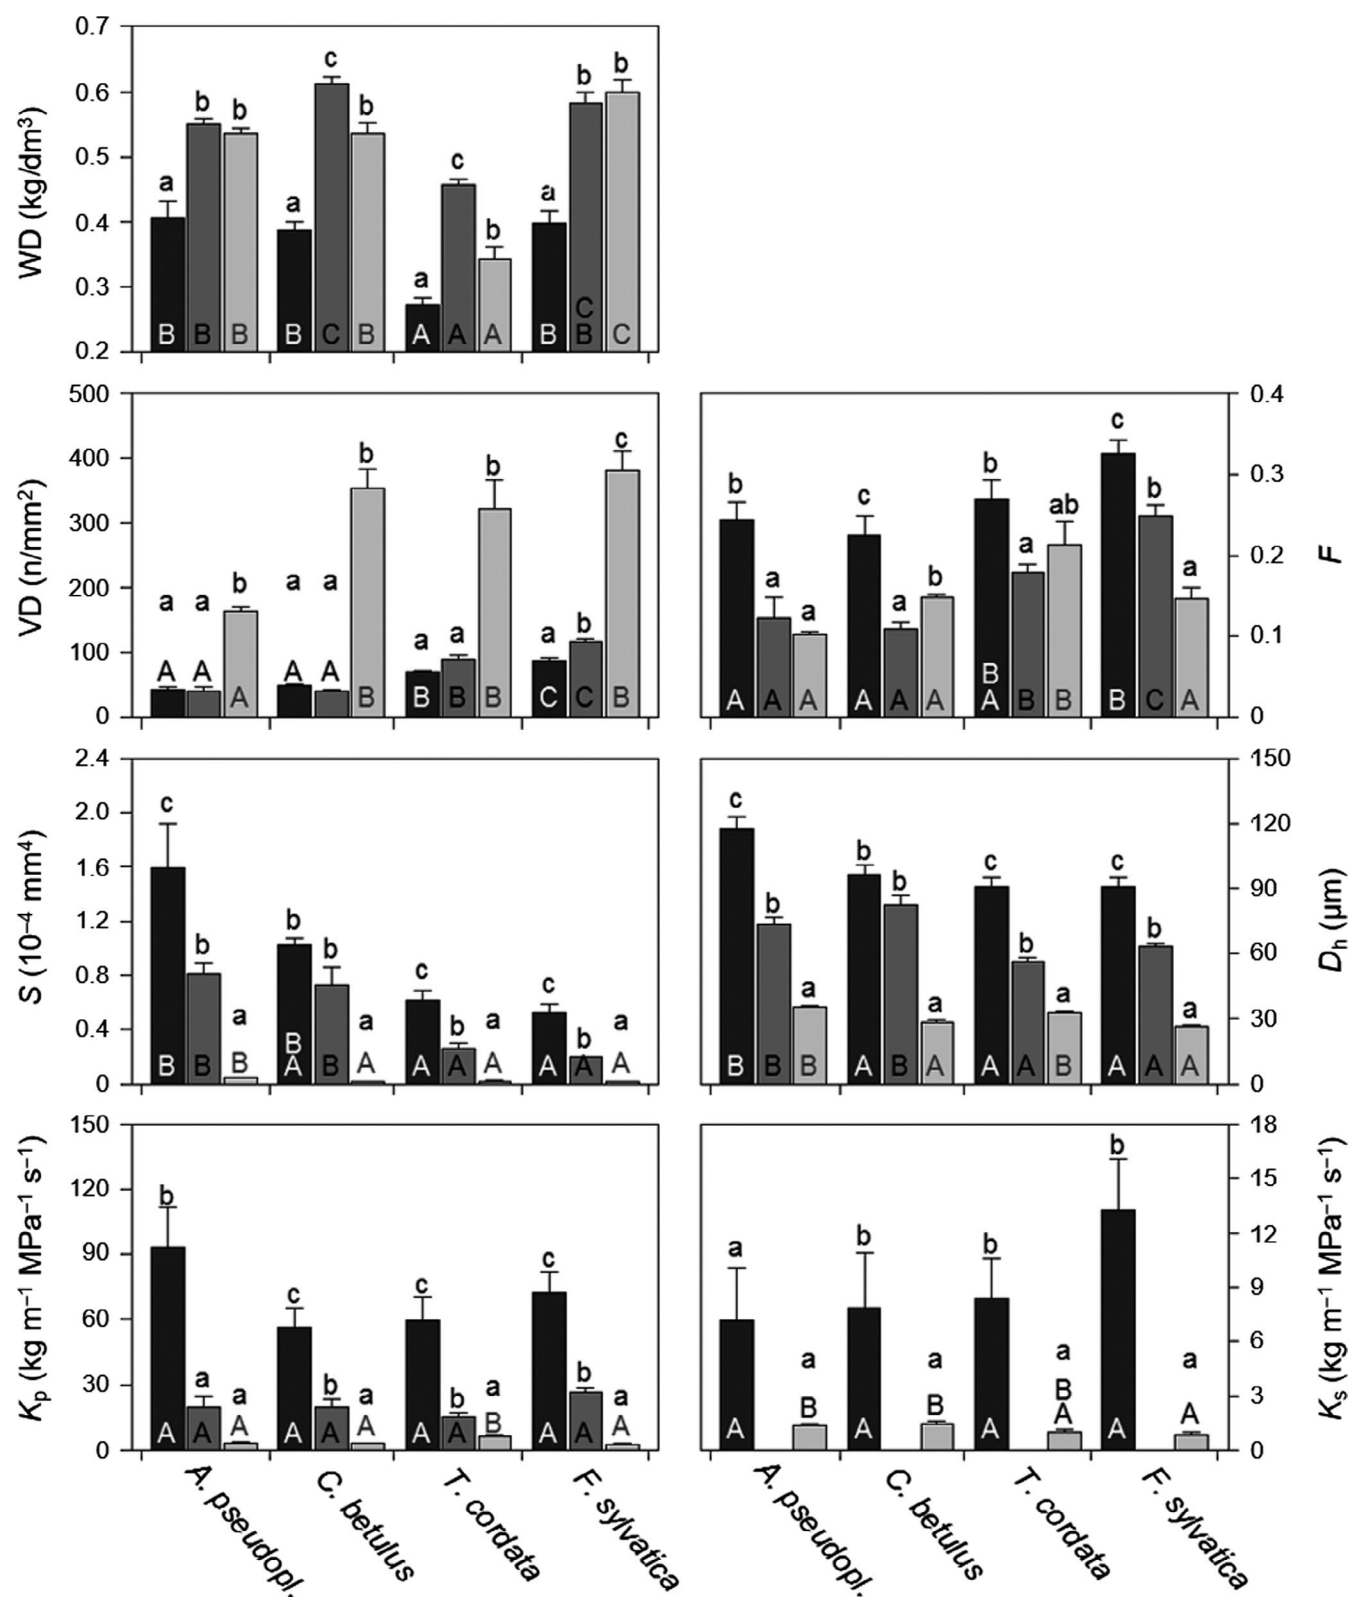 WD (kg/dm³)
0.7
0.6
0.5
0.4
0.3
0.2
a b b a c b a c b a b b
B B B B C B A A A B C B C
VD (n/mm²)
500
400
300
200
100
0
a a b a a b a a b a b c
A A A A A B B B B C C B
F
0.4
0.3
0.2
0.1
0
b a a c a b b a ab c b a
A A A A A A B A B B B C A
S (10⁻⁴ mm⁴)
2.4
2.0
1.6
1.2
0.8
0.4
0
c b a b b a c b a c b a
B B B B A B A A A A A A A
Dh (µm)
150
120
90
60
30
0
c b a b b a c b a c b a
B B B A B A A A B A A A
Kp (kg m⁻¹ MPa⁻¹ s⁻¹)
150
120
90
60
30
0
b a a c b a c b a c b a
A A A A A A A A B A A A
Ks (kg m⁻¹ MPa⁻¹ s⁻¹)
18
15
12
9
6
3
0
a a b a b a b a
A B A B A B A A A
A. pseudopl.
C. betulus
T. cordata
F. sylvatica
A. pseudopl.
C. betulus
T. cordata
F. sylvatica